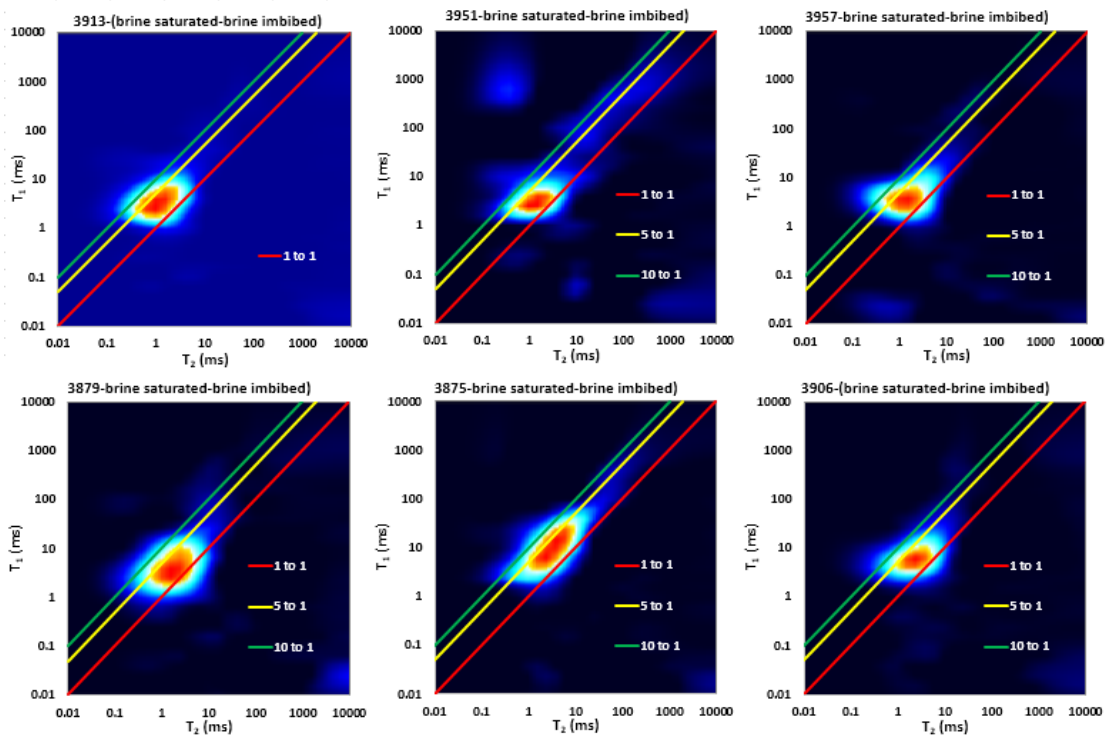 3913-(brine saturated-brine imbibed)
10000
1000
100
10
1
0.1
0.01
T1 (ms)
1 to 1
0.01 0.1 1 10 100 1000 10000
T2 (ms)
3951-brine saturated-brine imbibed)
10000
1000
100
10
1
0.1
0.01
T1 (ms)
1 to 1
5 to 1
10 to 1
0.01 0.1 1 10 100 1000 10000
T2 (ms)
3957-brine saturated-brine imbibed)
10000
1000
100
10
1
0.1
0.01
T1 (ms)
1 to 1
5 to 1
10 to 1
0.01 0.1 1 10 100 1000 10000
T2 (ms)
3879-brine saturated-brine imbibed)
10000
1000
100
10
1
0.1
0.01
T1 (ms)
1 to 1
5 to 1
10 to 1
0.01 0.1 1 10 100 1000 10000
T2 (ms)
3875-brine saturated-brine imbibed)
10000
1000
100
10
1
0.1
0.01
T1 (ms)
1 to 1
5 to 1
10 to 1
0.01 0.1 1 10 100 1000 10000
T2 (ms)
3906-(brine saturated-brine imbibed)
10000
1000
100
10
1
0.1
0.01
T1 (ms)
1 to 1
5 to 1
10 to 1
0.01 0.1 1 10 100 1000 10000
T2 (ms)